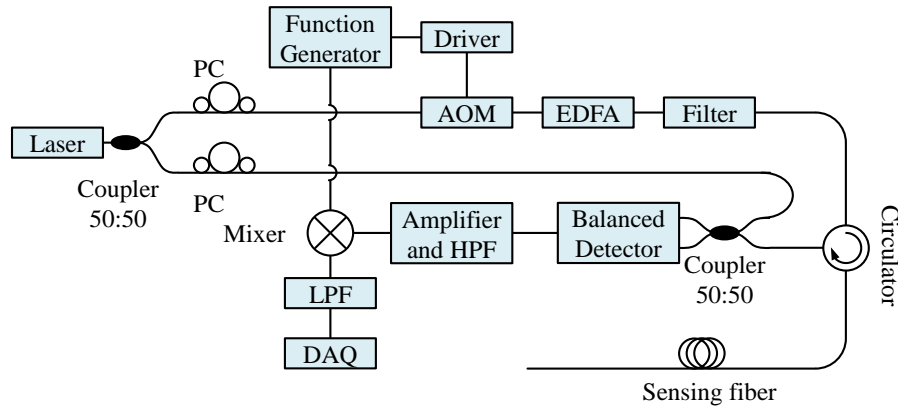 Function
Generator
Driver
PC
AOM
EDFA
Filter
Laser
Coupler
50:50
PC
Mixer
Amplifier
and HPF
Balanced
Detector
Coupler
50:50
Circulator
LPF
DAQ
Sensing fiber